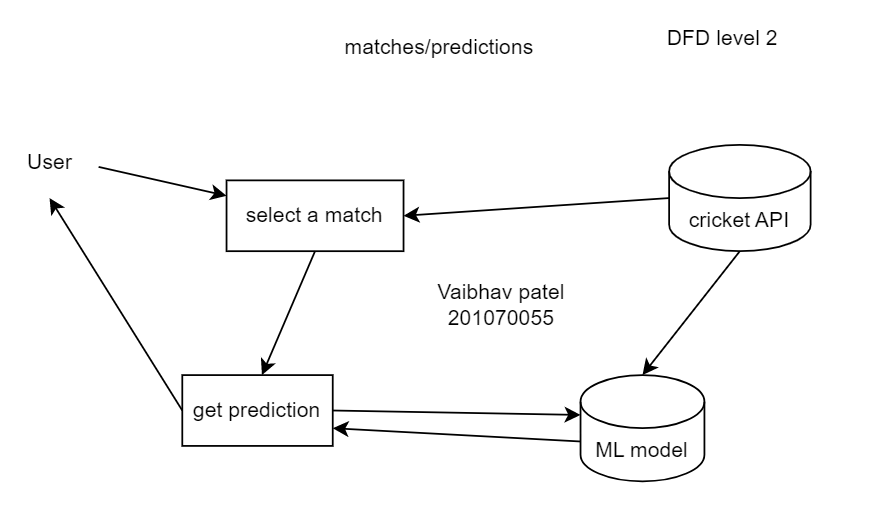 matches/predictions
DFD level 2
User
select a match
cricket API
Vaibhav patel
201070055
get prediction
ML model